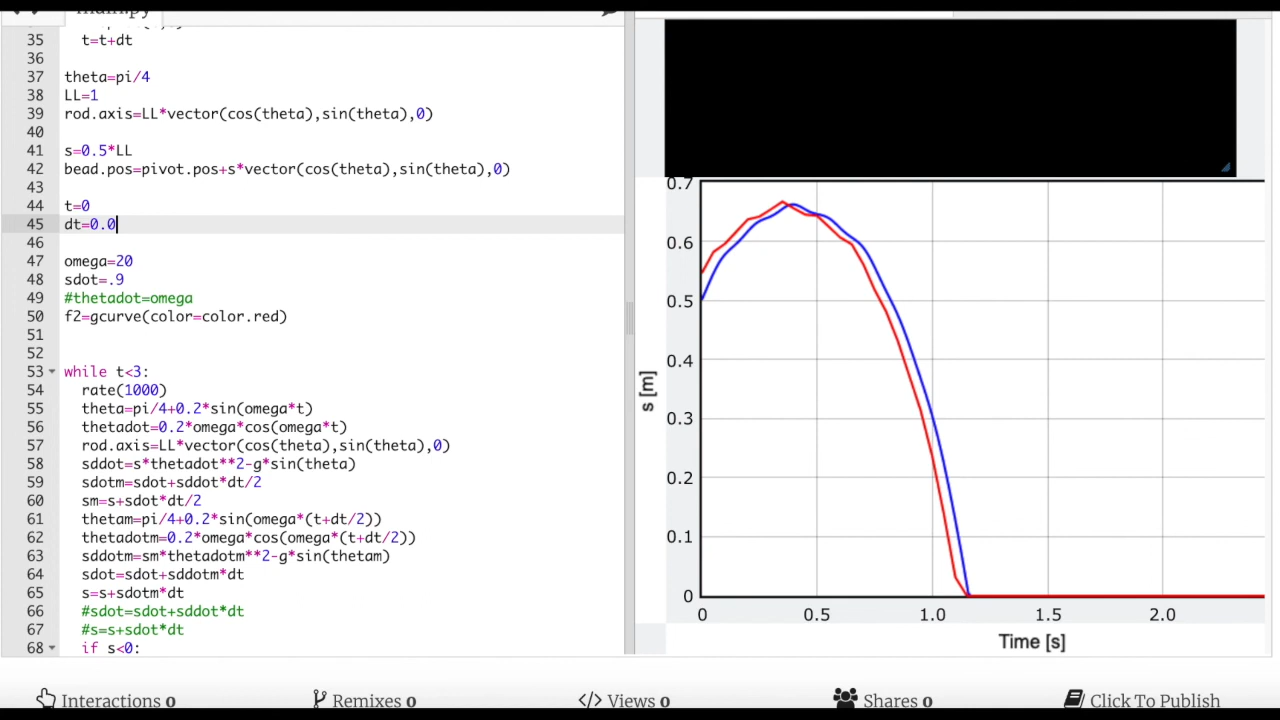 main.py
35 t=t+dt
36
37 theta=pi/4
38 LL=1
39 rod.axis=LL*vector(cos(theta),sin(theta),0)
40
41 s=0.5*LL
42 bead.pos=pivot.pos+s*vector(cos(theta),sin(theta),0)
43
44 t=0
45 dt=0.0
46
47 omega=20
48 sdot=.9
49 #thetadot=omega
50 f2=gcurve(color=color.red)
51
52
53 while t<3:
54 rate(1000)
55 theta=pi/4+0.2*sin(omega*t)
56 thetadot=0.2*omega*cos(omega*t)
57 rod.axis=LL*vector(cos(theta),sin(theta),0)
58 sddot=s*thetadot**2-g*sin(theta)
59 sdotm=sdot+sddot*dt/2
60 sm=s+sdot*dt/2
61 thetam=pi/4+0.2*sin(omega*(t+dt/2))
62 thetadotm=0.2*omega*cos(omega*(t+dt/2))
63 sddotm=sm*thetadotm**2-g*sin(thetam)
64 sdot=sdot+sddotm*dt
65 s=s+sdotm*dt
66 #sdot=sdot+sddot*dt
67 #s=s+sdot*dt
68 if s<0:
0.7
0.6
0.5
0.4
0.3
0.2
0.1
0
s [m]
0 0.5 1.0 1.5 2.0
Time [s]
Interactions 0 Remixes 0 Views 0 Shares 0 Click To Publish